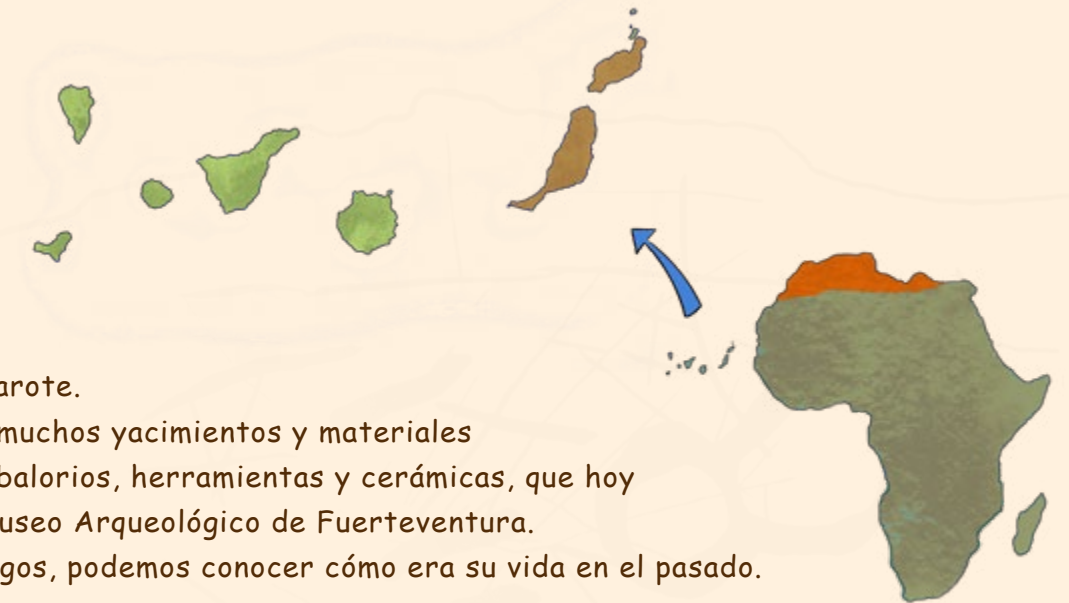 arote.
muchos yacimientos y materiales
balorios, herramientas y cerámicas, que hoy
useo Arqueológico de Fuerteventura.
gos, podemos conocer cómo era su vida en el pasado.